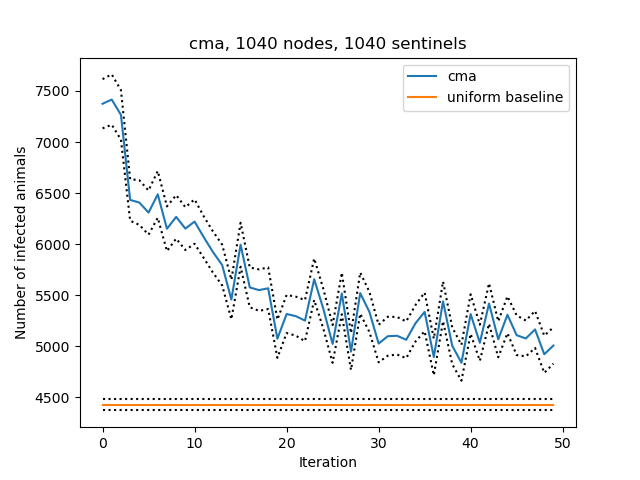 cma, 1040 nodes, 1040 sentinels
cma
uniform baseline
Number of infected animals
7500
7000
6500
6000
5500
5000
4500
0 10 20 30 40 50
Iteration